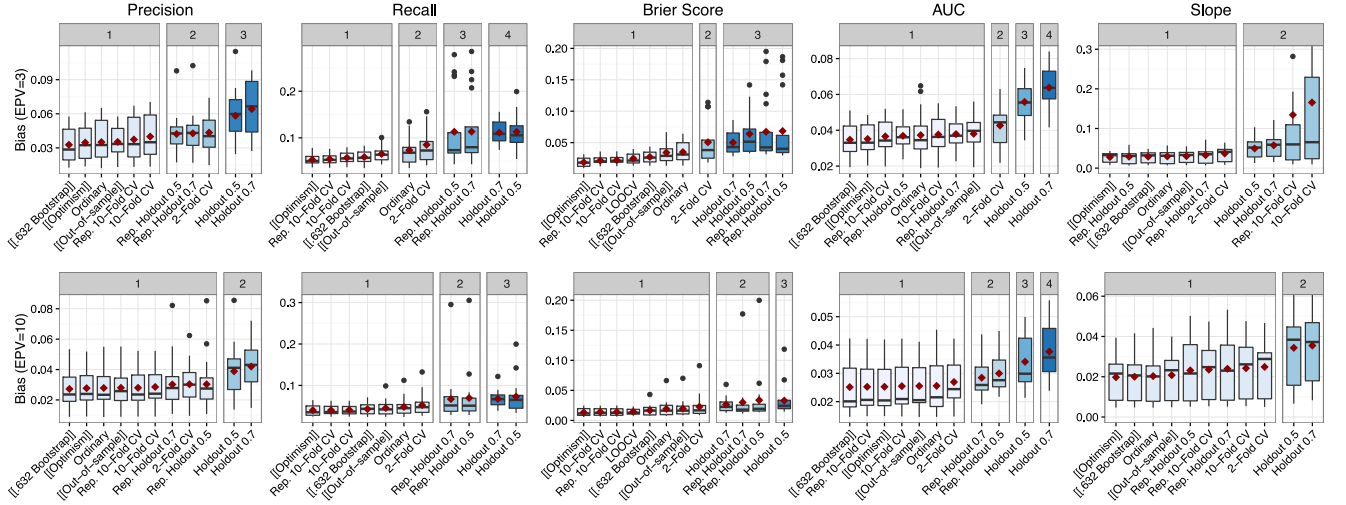 Precision Recall Brier Score AUC Slope
1 2 3 1 2 3 4 1 2 3 1 2 3 4 1 2
Bias (EPV=3)
0.09
0.06
0.03
0.3
0.2
0.1
0.20
0.15
0.10
0.05
0.00
0.08
0.06
0.04
0.02
0.3
0.2
0.1
0.0
[[.632 Bootstrap]]
[[Optimism]]
Ordinary
[[Out−of−sample]]
Rep. 10−Fold CV
10−Fold CV
Rep. Holdout 0.5
Rep. Holdout 0.7
2−Fold CV
Holdout 0.5
Holdout 0.7
[[Optimism]]
Rep. 10−Fold CV
10−Fold CV
[[.632 Bootstrap]]
[[Out−of−sample]]
Ordinary
2−Fold CV
Rep. Holdout 0.5
Rep. Holdout 0.7
Holdout 0.7
Holdout 0.5
[[Optimism]]
Rep. 10−Fold CV
10−Fold CV
LOOCV
[[.632 Bootstrap]]
[[Out−of−sample]]
Ordinary
2−Fold CV
Holdout 0.7
Holdout 0.5
Rep. Holdout 0.7
Rep. Holdout 0.5
[[.632 Bootstrap]]
[[Optimism]]
Rep. 10−Fold CV
Rep. Holdout 0.5
Ordinary
10−Fold CV
Rep. Holdout 0.7
[[Out−of−sample]]
2−Fold CV
Holdout 0.5
Holdout 0.7
[[Optimism]]
Rep. Holdout 0.5
[[.632 Bootstrap]]
Ordinary
[[Out−of−sample]]
Rep. Holdout 0.7
2−Fold CV
Holdout 0.5
Holdout 0.7
Rep. 10−Fold CV
10−Fold CV
1 2 1 2 3 1 2 3 1 2 3 4 1 2
Bias (EPV=10)
0.08
0.06
0.04
0.02
0.3
0.2
0.1
0.20
0.15
0.10
0.05
0.00
0.05
0.04
0.03
0.02
0.06
0.04
0.02
0.00
[[.632 Bootstrap]]
[[Optimism]]
Ordinary
[[Out−of−sample]]
Rep. 10−Fold CV
10−Fold CV
Rep. Holdout 0.7
2−Fold CV
Rep. Holdout 0.5
Holdout 0.5
Holdout 0.7
[[Optimism]]
Rep. 10−Fold CV
10−Fold CV
[[.632 Bootstrap]]
[[Out−of−sample]]
Ordinary
2−Fold CV
Rep. Holdout 0.7
Rep. Holdout 0.5
Holdout 0.7
Holdout 0.5
[[Optimism]]
10−Fold CV
Rep. 10−Fold CV
LOOCV
[[.632 Bootstrap]]
[[Out−of−sample]]
Ordinary
2−Fold CV
Holdout 0.7
Rep. Holdout 0.7
Rep. Holdout 0.5
Holdout 0.5
[[.632 Bootstrap]]
Rep. 10−Fold CV
[[Optimism]]
10−Fold CV
[[Out−of−sample]]
Ordinary
2−Fold CV
Rep. Holdout 0.7
Rep. Holdout 0.5
Holdout 0.5
Holdout 0.7
[[Optimism]]
[[.632 Bootstrap]]
Ordinary
[[Out−of−sample]]
Rep. Holdout 0.5
Rep. 10−Fold CV
Rep. Holdout 0.7
10−Fold CV
2−Fold CV
Holdout 0.5
Holdout 0.7